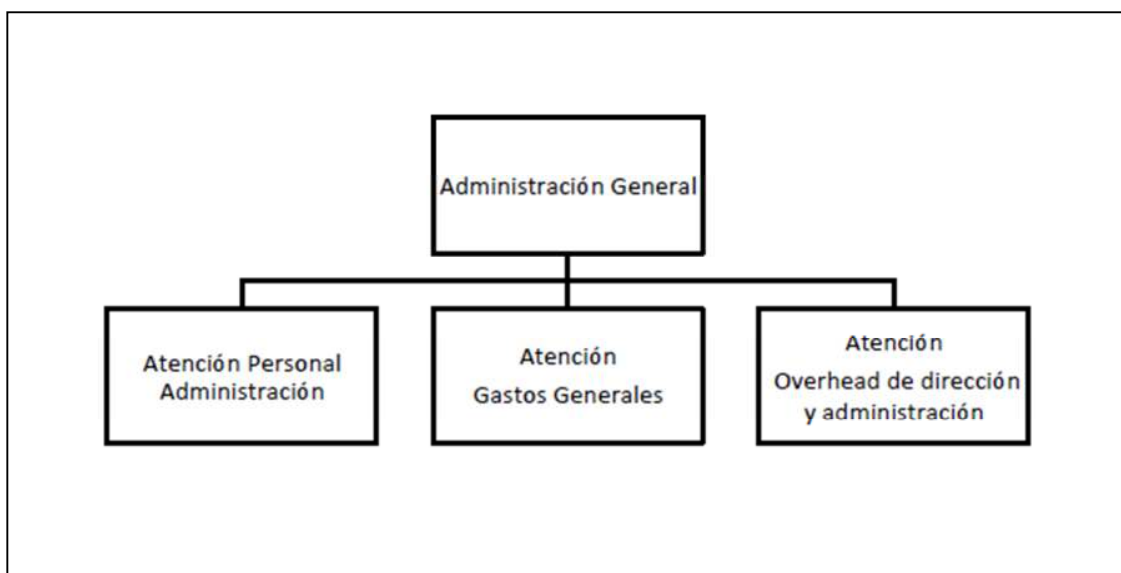 Administración General
Atención Personal
Administración
Atención
Gastos Generales
Atención
Overhead de dirección
y administración